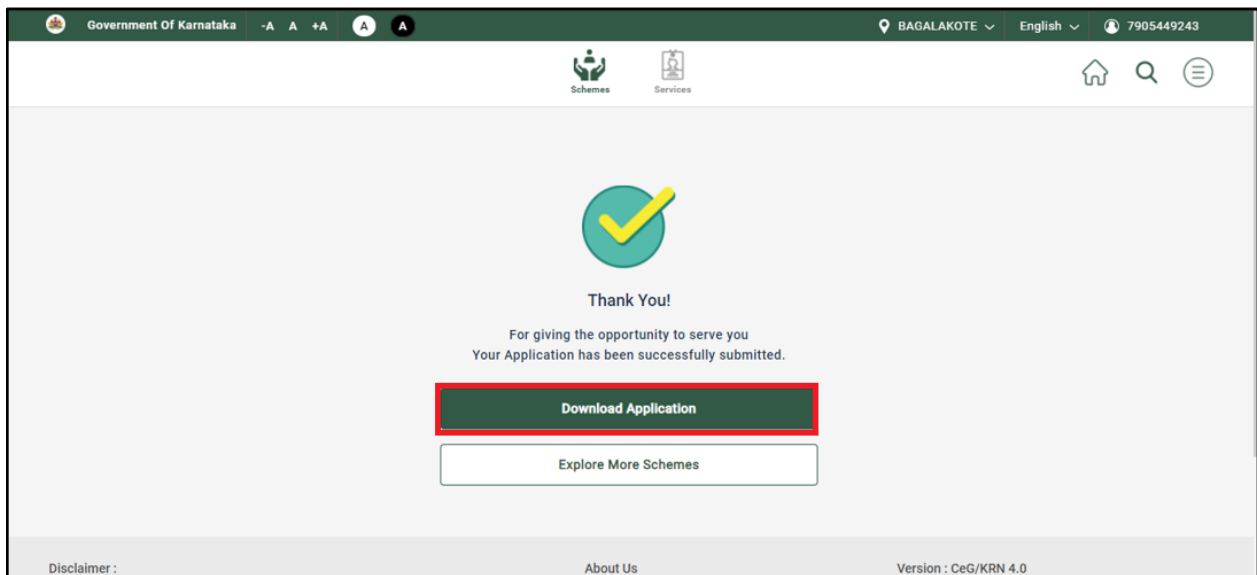 Government Of Karnataka -A A +A A A BAGALAKOTE English 7905449243
Schemes Services
Thank You!
For giving the opportunity to serve you
Your Application has been successfully submitted.
Download Application
Explore More Schemes
Disclaimer : About Us Version : CeG/KRN 4.0